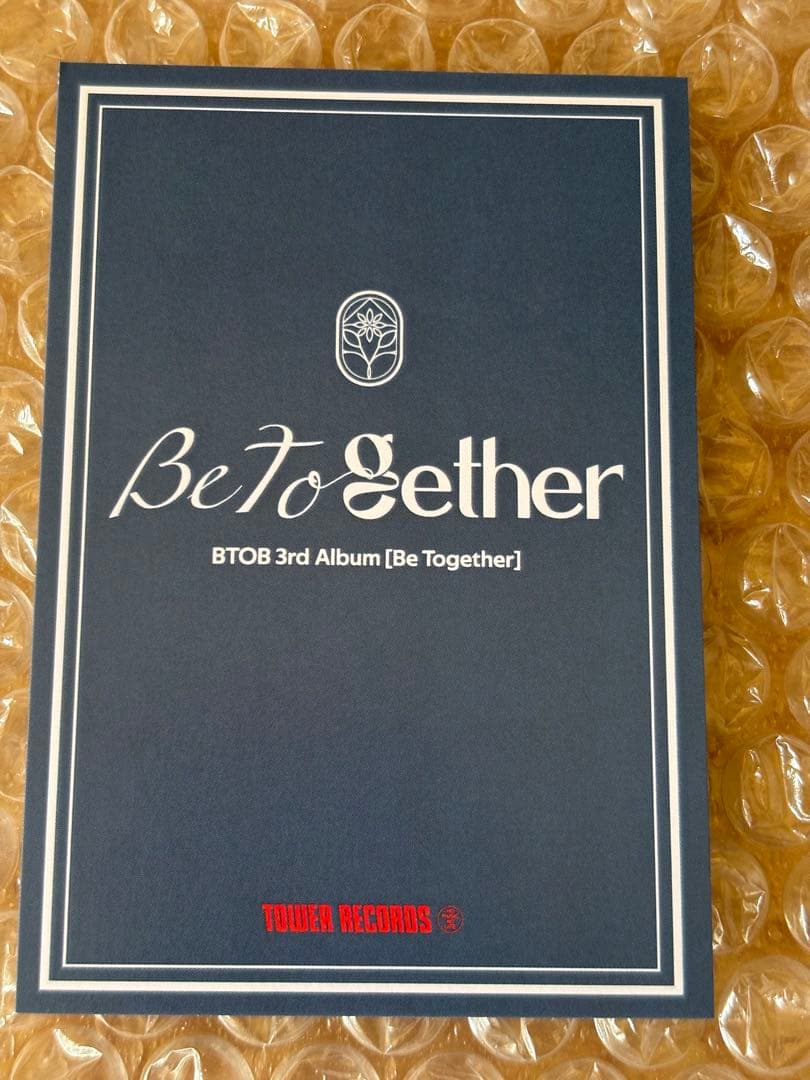 BeTogether
BTOB 3rd Album [Be Together]
TOWER RECORDS